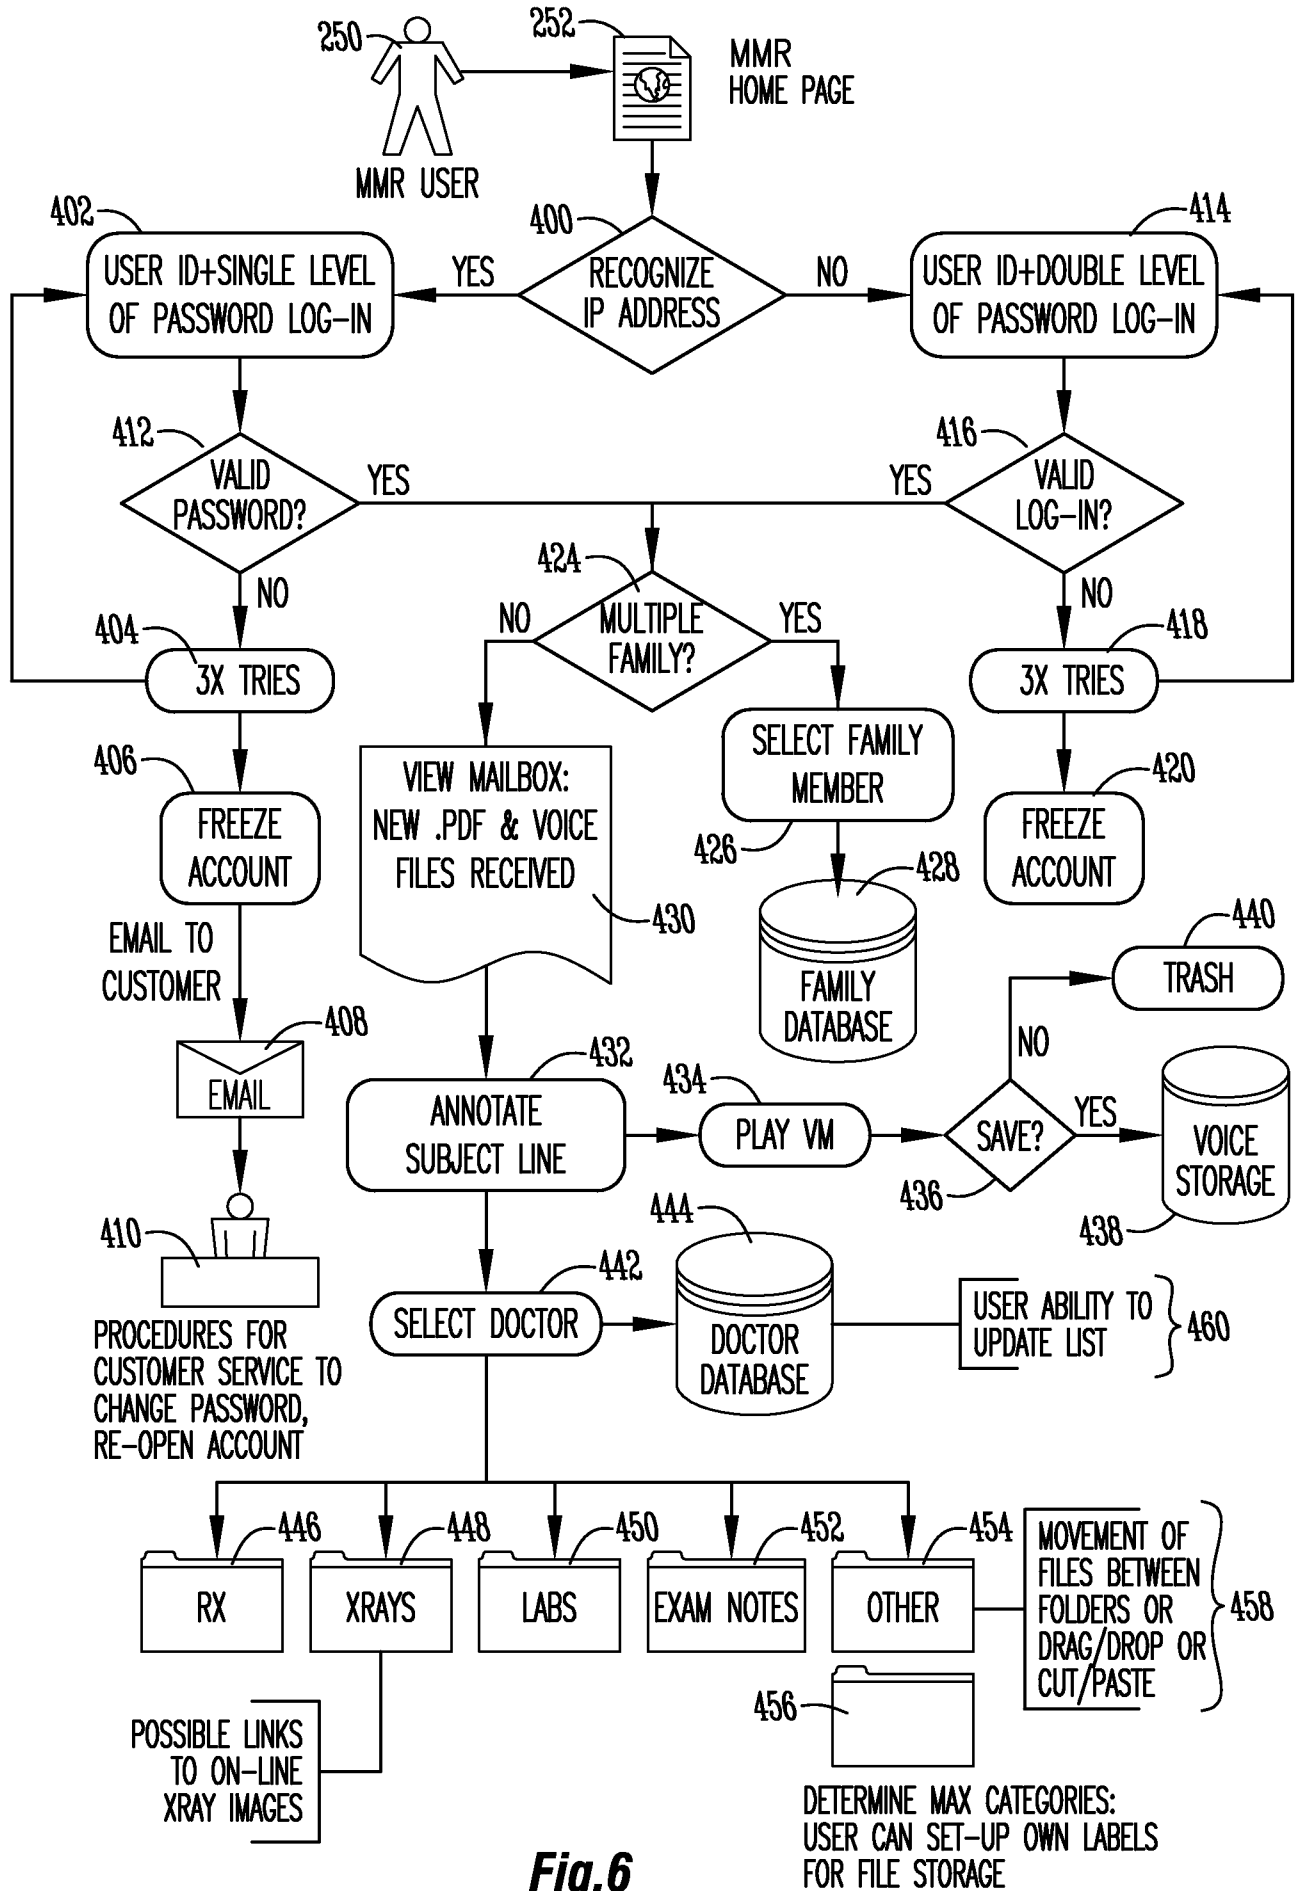 250
252
MMR
HOME PAGE
MMR USER
402
400
414
USER ID+SINGLE LEVEL
OF PASSWORD LOG-IN
YES
RECOGNIZE
IP ADDRESS
NO
USER ID+DOUBLE LEVEL
OF PASSWORD LOG-IN
412
416
VALID
PASSWORD?
YES
YES
VALID
LOG-IN?
424
NO
NO
NO
MULTIPLE
FAMILY?
YES
404
418
3X TRIES
3X TRIES
406
420
SELECT FAMILY
MEMBER
VIEW MAILBOX:
NEW .PDF & VOICE
FILES RECEIVED
FREEZE
ACCOUNT
426
FREEZE
ACCOUNT
428
430
440
EMAIL TO
CUSTOMER
TRASH
FAMILY
DATABASE
408
432
NO
434
EMAIL
ANNOTATE
SUBJECT LINE
PLAY VM
SAVE?
YES
VOICE
STORAGE
436
438
410
444
442
SELECT DOCTOR
DOCTOR
DATABASE
USER ABILITY TO
UPDATE LIST
460
PROCEDURES FOR
CUSTOMER SERVICE TO
CHANGE PASSWORD,
RE-OPEN ACCOUNT
446
448
450
452
454
RX
XRAYS
LABS
EXAM NOTES
OTHER
MOVEMENT OF
FILES BETWEEN
FOLDERS OR
DRAG/DROP OR
CUT/PASTE
458
456
POSSIBLE LINKS
TO ON-LINE
XRAY IMAGES
DETERMINE MAX CATEGORIES:
USER CAN SET-UP OWN LABELS
FOR FILE STORAGE
Fig.6